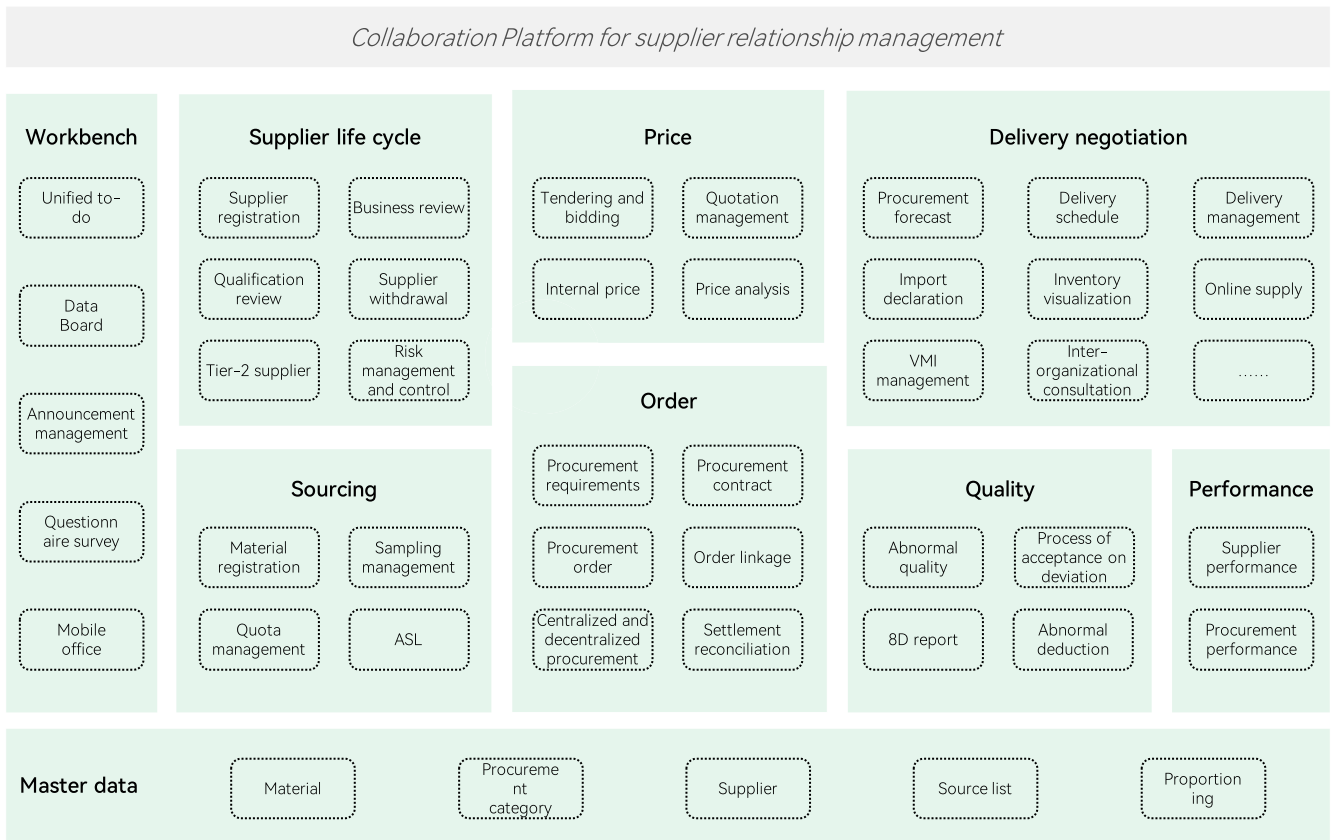 Collaboration Platform for supplier relationship management
Workbench
Unified to-
do
Data
Board
Announcement
management
Questionn
aire survey
Mobile
office
Supplier life cycle
Supplier
registration
Business review
Qualification
review
Supplier
withdrawal
Tier-2 supplier
Risk
management
and control
Sourcing
Material
registration
Sampling
management
Quota
management
ASL
Price
Tendering and
bidding
Quotation
management
Internal price
Price analysis
Order
Procurement
requirements
Procurement
contract
Procurement
order
Order linkage
Centralized and
decentralized
procurement
Settlement
reconciliation
Delivery negotiation
Procurement
forecast
Delivery
schedule
Delivery
management
Import
declaration
Inventory
visualization
Online supply
VMI
management
Inter-
organizational
consultation
......
Quality
Abnormal
quality
Process of
acceptance on
deviation
8D report
Abnormal
deduction
Performance
Supplier
performance
Procurement
performance
Master data
Material
Procureme
nt
category
Supplier
Source list
Proportion
ing